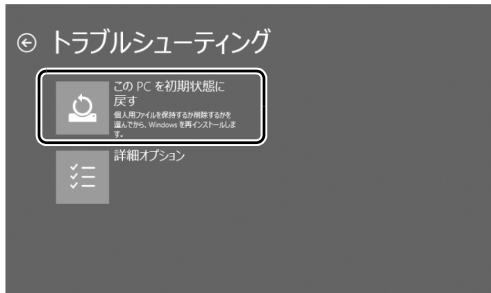 トラブルシューティング
この PC を初期状態に
戻す
個人用ファイルを保持するか削除するかを
選んでから、Windows を再インストールしま
す。
詳細オプション